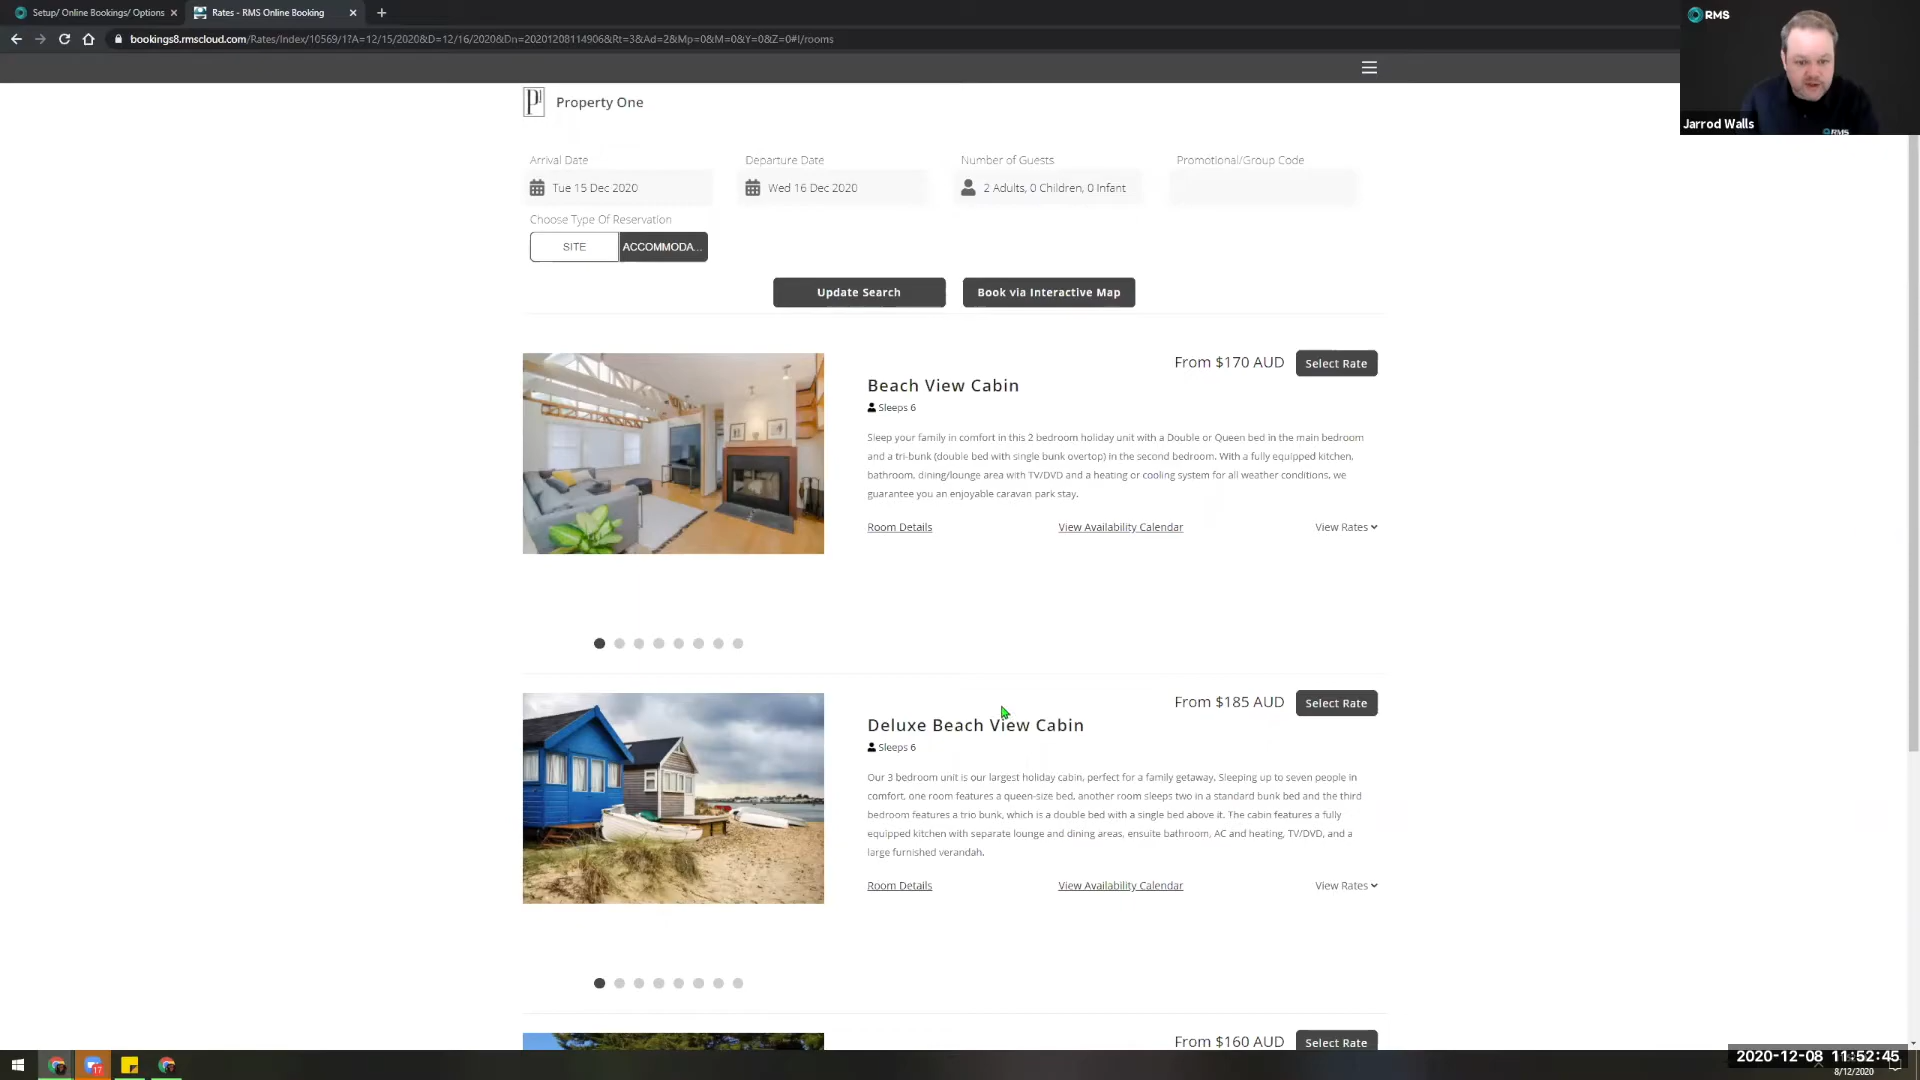 Setup/ Online Bookings/ Options
Rates - RMS Online Booking
bookings8.rmscloud.com/Rates/Index/10569/1?A=12/15/2020&D=12/16/2020&Dn=20201208114906&Rt=3&Ad=2&Mp=0&M=0&Y=0&Z=0#!/rooms
RMS
Jarrod Walls
RMS
Property One
Arrival Date
Departure Date
Number of Guests
Promotional/Group Code
Tue 15 Dec 2020
Wed 16 Dec 2020
2 Adults, 0 Children, 0 Infant
Choose Type Of Reservation
SITE
ACCOMMODA...
Update Search
Book via Interactive Map
From $170 AUD
Select Rate
Beach View Cabin
Sleeps 6
Sleep your family in comfort in this 2 bedroom holiday unit with a Double or Queen bed in the main bedroom
and a tri-bunk (double bed with single bunk overtop) in the second bedroom. With a fully equipped kitchen,
bathroom, dining/lounge area with TV/DVD and a heating or cooling system for all weather conditions, we
guarantee you an enjoyable caravan park stay.
Room Details
View Availability Calendar
View Rates
From $185 AUD
Select Rate
Deluxe Beach View Cabin
Sleeps 6
Our 3 bedroom unit is our largest holiday cabin, perfect for a family getaway. Sleeping up to seven people in
comfort, one room features a queen-size bed, another room sleeps two in a standard bunk bed and the third
bedroom features a trio bunk, which is a double bed with a single bed above it. The cabin features a fully
equipped kitchen with separate lounge and dining areas, ensuite bathroom, AC and heating, TV/DVD, and a
large furnished verandah.
Room Details
View Availability Calendar
View Rates
From $160 AUD
Select Rate
17
2020-12-08 11:52:45
8/12/2020